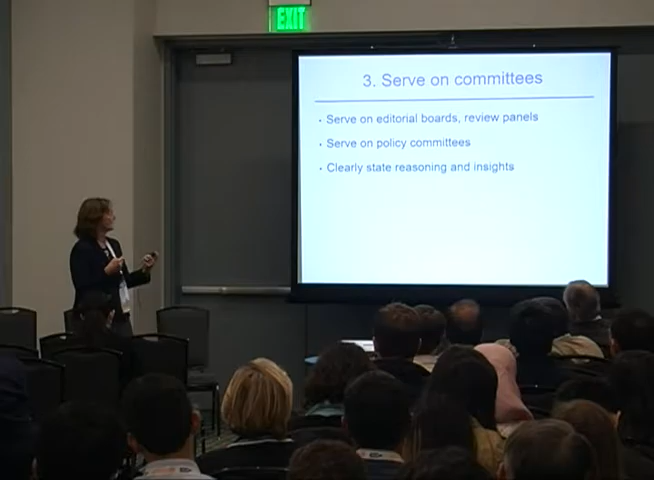 EXIT
3. Serve on committees
· Serve on editorial boards, review panels
· Serve on policy committees
· Clearly state reasoning and insights